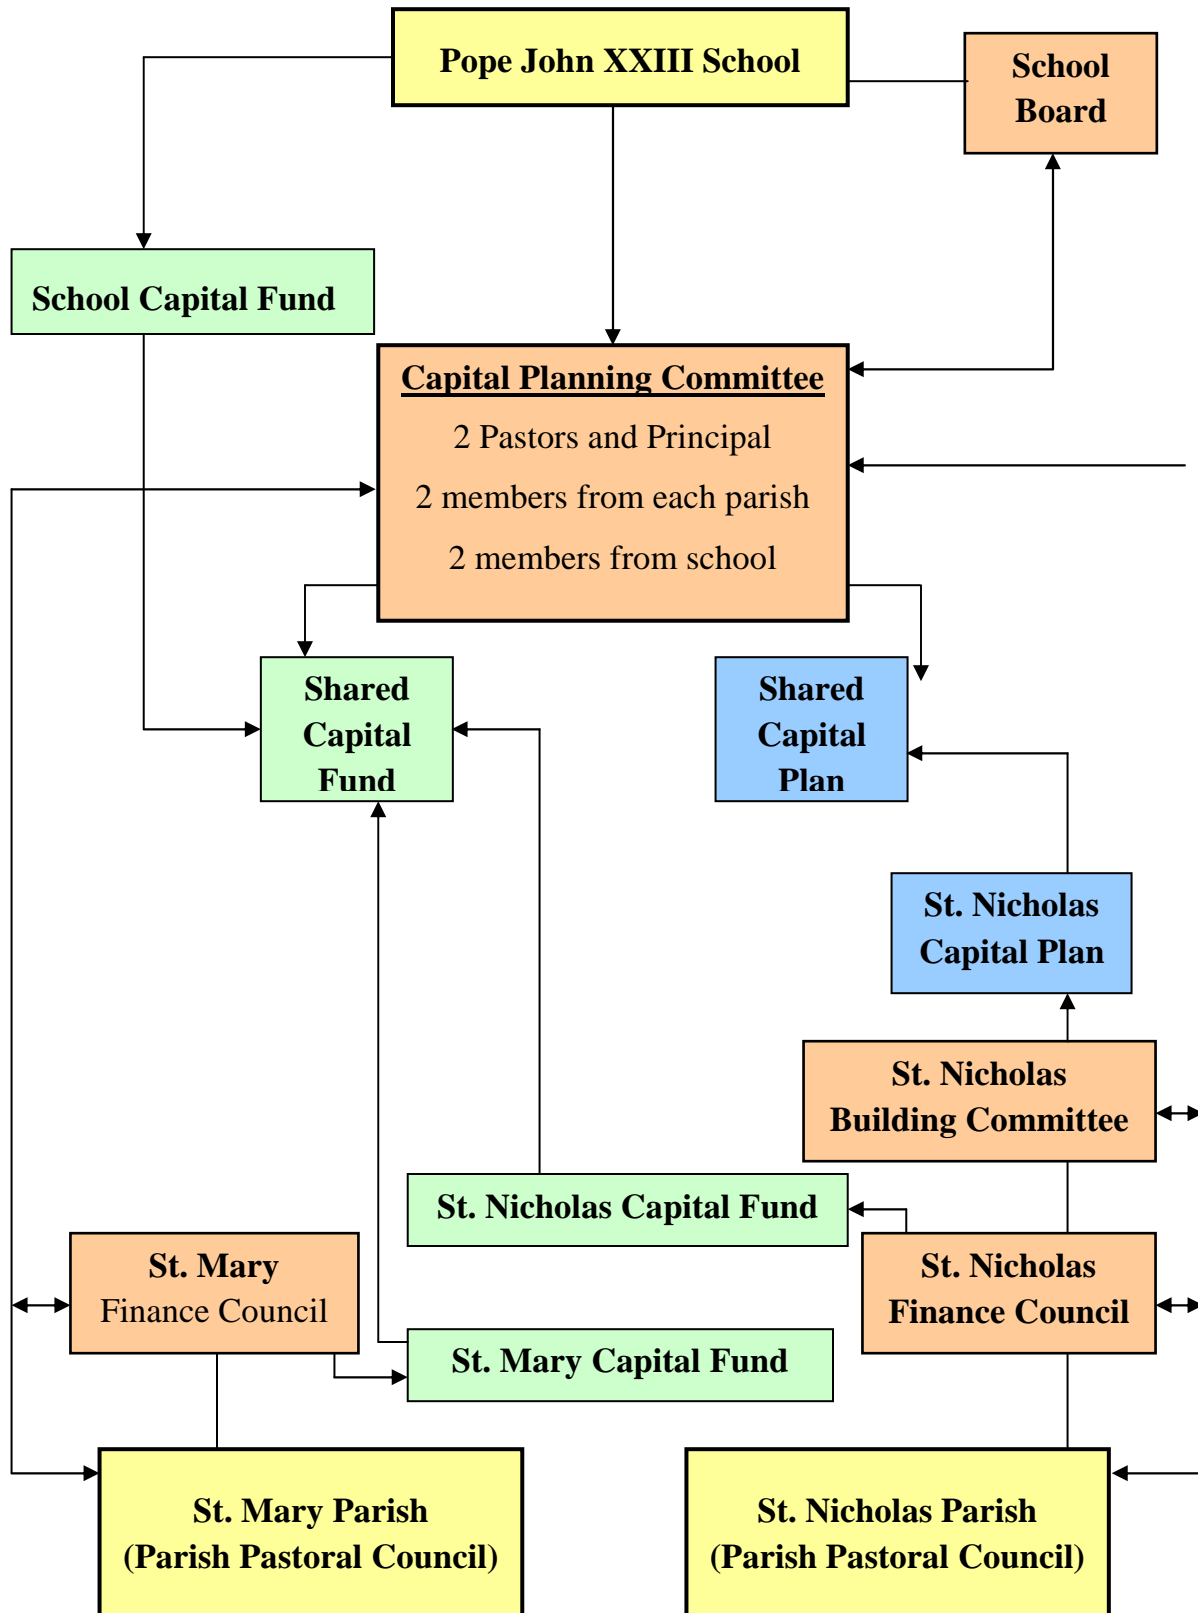 Pope John XXIII School
School
Board
School Capital Fund
Capital Planning Committee
2 Pastors and Principal
2 members from each parish
2 members from school
Shared
Capital
Fund
Shared
Capital
Plan
St. Nicholas
Capital Plan
St. Nicholas
Building Committee
St. Nicholas Capital Fund
St. Mary
Finance Council
St. Nicholas
Finance Council
St. Mary Capital Fund
St. Mary Parish
(Parish Pastoral Council)
St. Nicholas Parish
(Parish Pastoral Council)